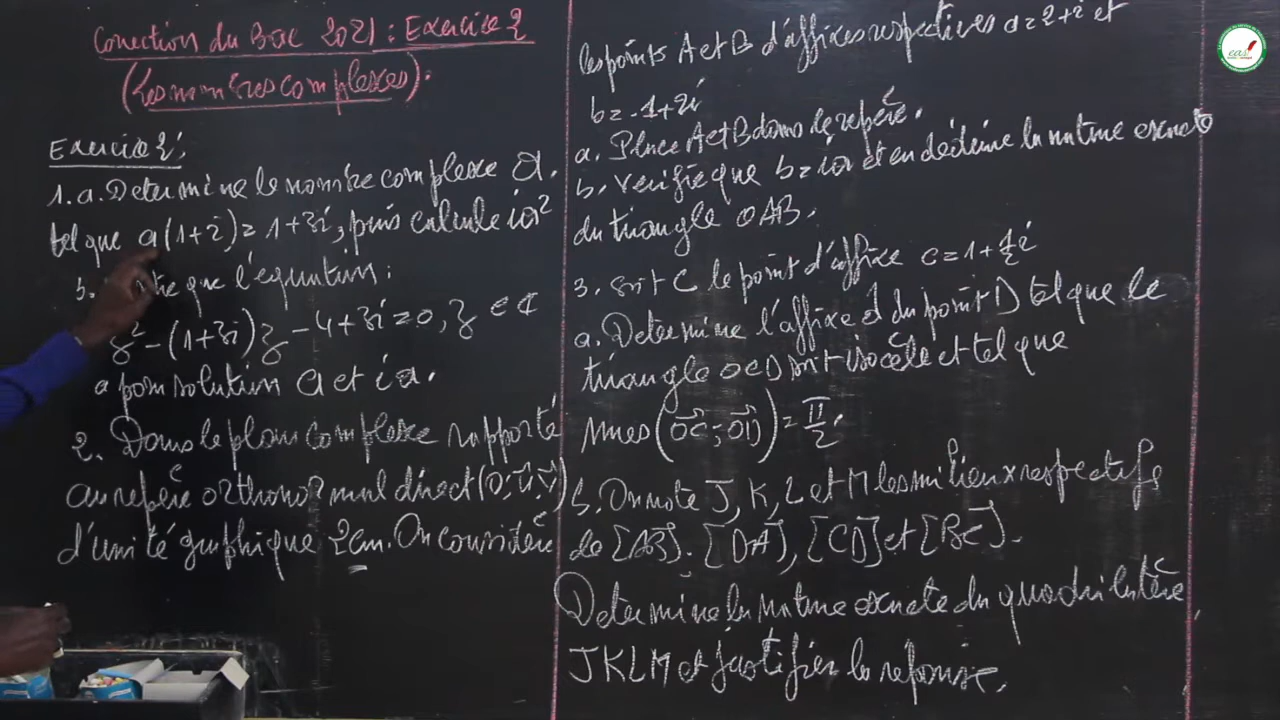 Correction du Bac 2021 : Exercice 2
(Les nombres complexes).
Exercice 2:
1. a. Détermine le nombre complexe a.
tel que a(1+i) = 1+3i, puis calcule ia²
b. que l'équation:
z² - (1+3i)z - 4+3i = 0, z ∈ ℂ
a pour solution a et ia.
2. Dans le plan complexe rapporté
au repère orthonormal direct (O; u⃗, v⃗)
d'unité graphique 2cm. On considère
les points A et B d'affixes respectives a = 2+i et
b = -1+2i
a. Place A et B dans le repère.
b. Vérifie que b = ia et en déduire la nature exacte
du triangle OAB.
3. Soit C le point d'affixe c = 1+½i
a. Détermine l'affixe d du point D tel que le
triangle OCD soit isocèle et tel que
mes(OC⃗; OD⃗) = π/2.
b. On note J, K, L et M les milieux respectifs
de [AB]. [DA], [CD] et [BC].
Détermine la nature exacte du quadrilatère
JKLM et justifier la réponse.
eas